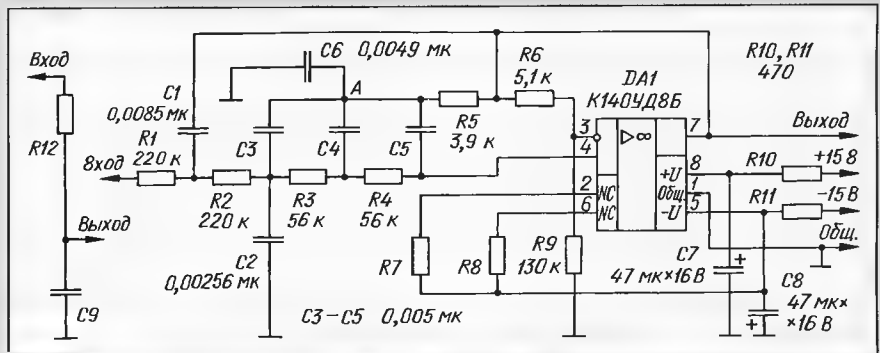 Вход
R12
Выход
C9
C1
0,0085 мк
R1
220 к
Вход
R2
220 к
C2
0,00256 мк
C6 0,0049 мк
A
C3
C4
C5
R3
56 к
R4
56 к
R5
3,9 к
R6
5,1 к
R7
R8
R9
130 к
C3–C5 0,005 мк
DA1
К140УД8Б
3
4
2
6
NC
NC
▷∞
+U
Общ.
-U
7
8
1
5
R10, R11
470
Выход
R10
+15 В
R11
-15 В
Общ.
C7
47 мк×16 В
+
C8
47 мк×
×16 В
+